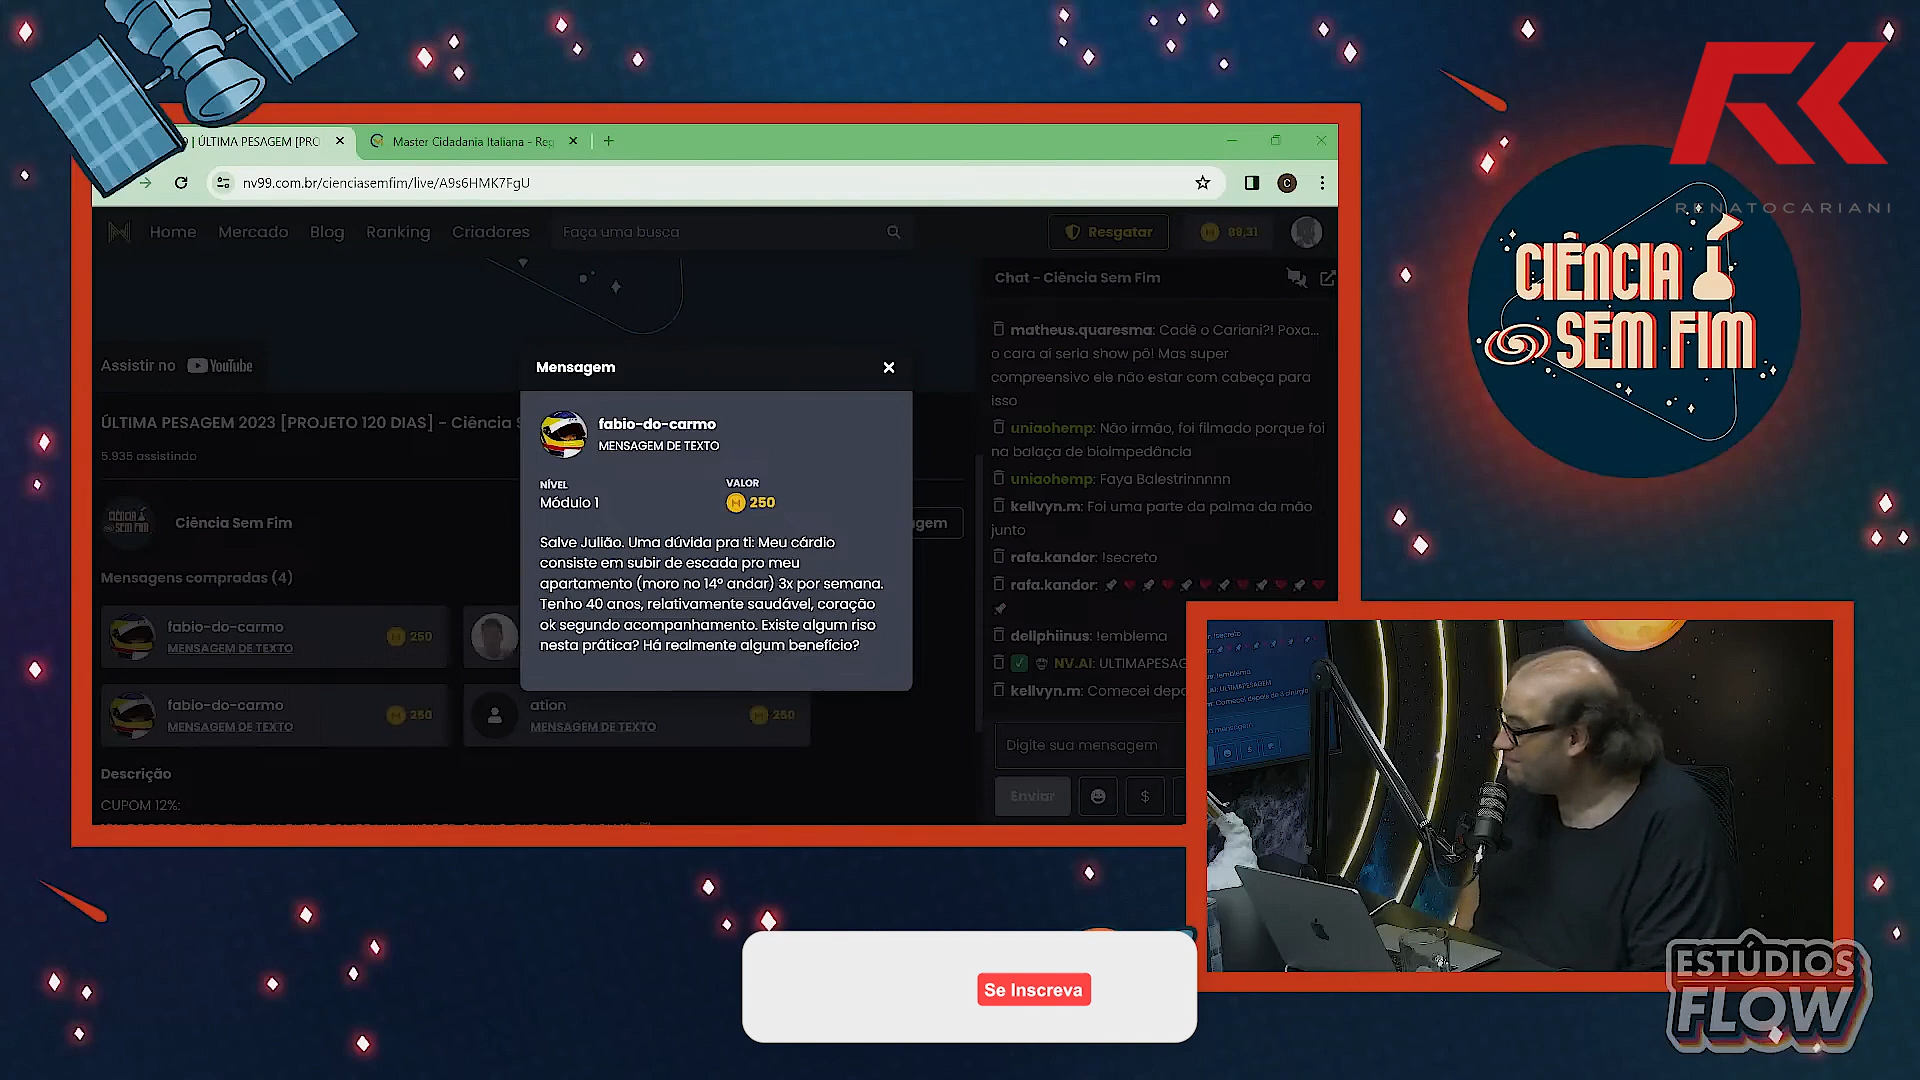 | ÚLTIMA PESAGEM [PRO
Master Cidadania Italiana - Reg
nv99.com.br/cienciasemfim/live/A9s6HMK7FgU
C
RENATOCARIANI
CIÊNCIA
SEM FIM
Home Mercado Blog Ranking Criadores Faça uma busca Resgatar 89,31
Chat - Ciência Sem Fim
Assistir no YouTube
ÚLTIMA PESAGEM 2023 [PROJETO 120 DIAS] - Ciência S
5.935 assistindo
CIÊNCIA
SEM FIM
Ciência Sem Fim
agem
Mensagens compradas (4)
fabio-do-carmo
MENSAGEM DE TEXTO
250
fabio-do-carmo
MENSAGEM DE TEXTO
250
ation
MENSAGEM DE TEXTO
250
Descrição
CUPOM 12%:
Mensagem
fabio-do-carmo
MENSAGEM DE TEXTO
NÍVEL VALOR
Módulo 1 250
Salve Julião. Uma dúvida pra ti: Meu cárdio
consiste em subir de escada pro meu
apartamento (moro no 14º andar) 3x por semana.
Tenho 40 anos, relativamente saudável, coração
ok segundo acompanhamento. Existe algum riso
nesta prática? Há realmente algum benefício?
matheus.quaresma: Cadê o Cariani?! Poxa...
o cara aí seria show pô! Mas super
compreensivo ele não estar com cabeça para
isso
uniaohemp: Não irmão, foi filmado porque foi
na balaça de bioimpedância
uniaohemp: Faya Balestrinnnnn
kellvyn.m: Foi uma parte da palma da mão
junto
rafa.kandor: !secreto
rafa.kandor:
dellphiinus: !emblema
NV.AI: ULTIMAPESAG
kellvyn.m: Comecei depo
Digite sua mensagem
Enviar
$
Se Inscreva
ESTÚDIOS
FLOW